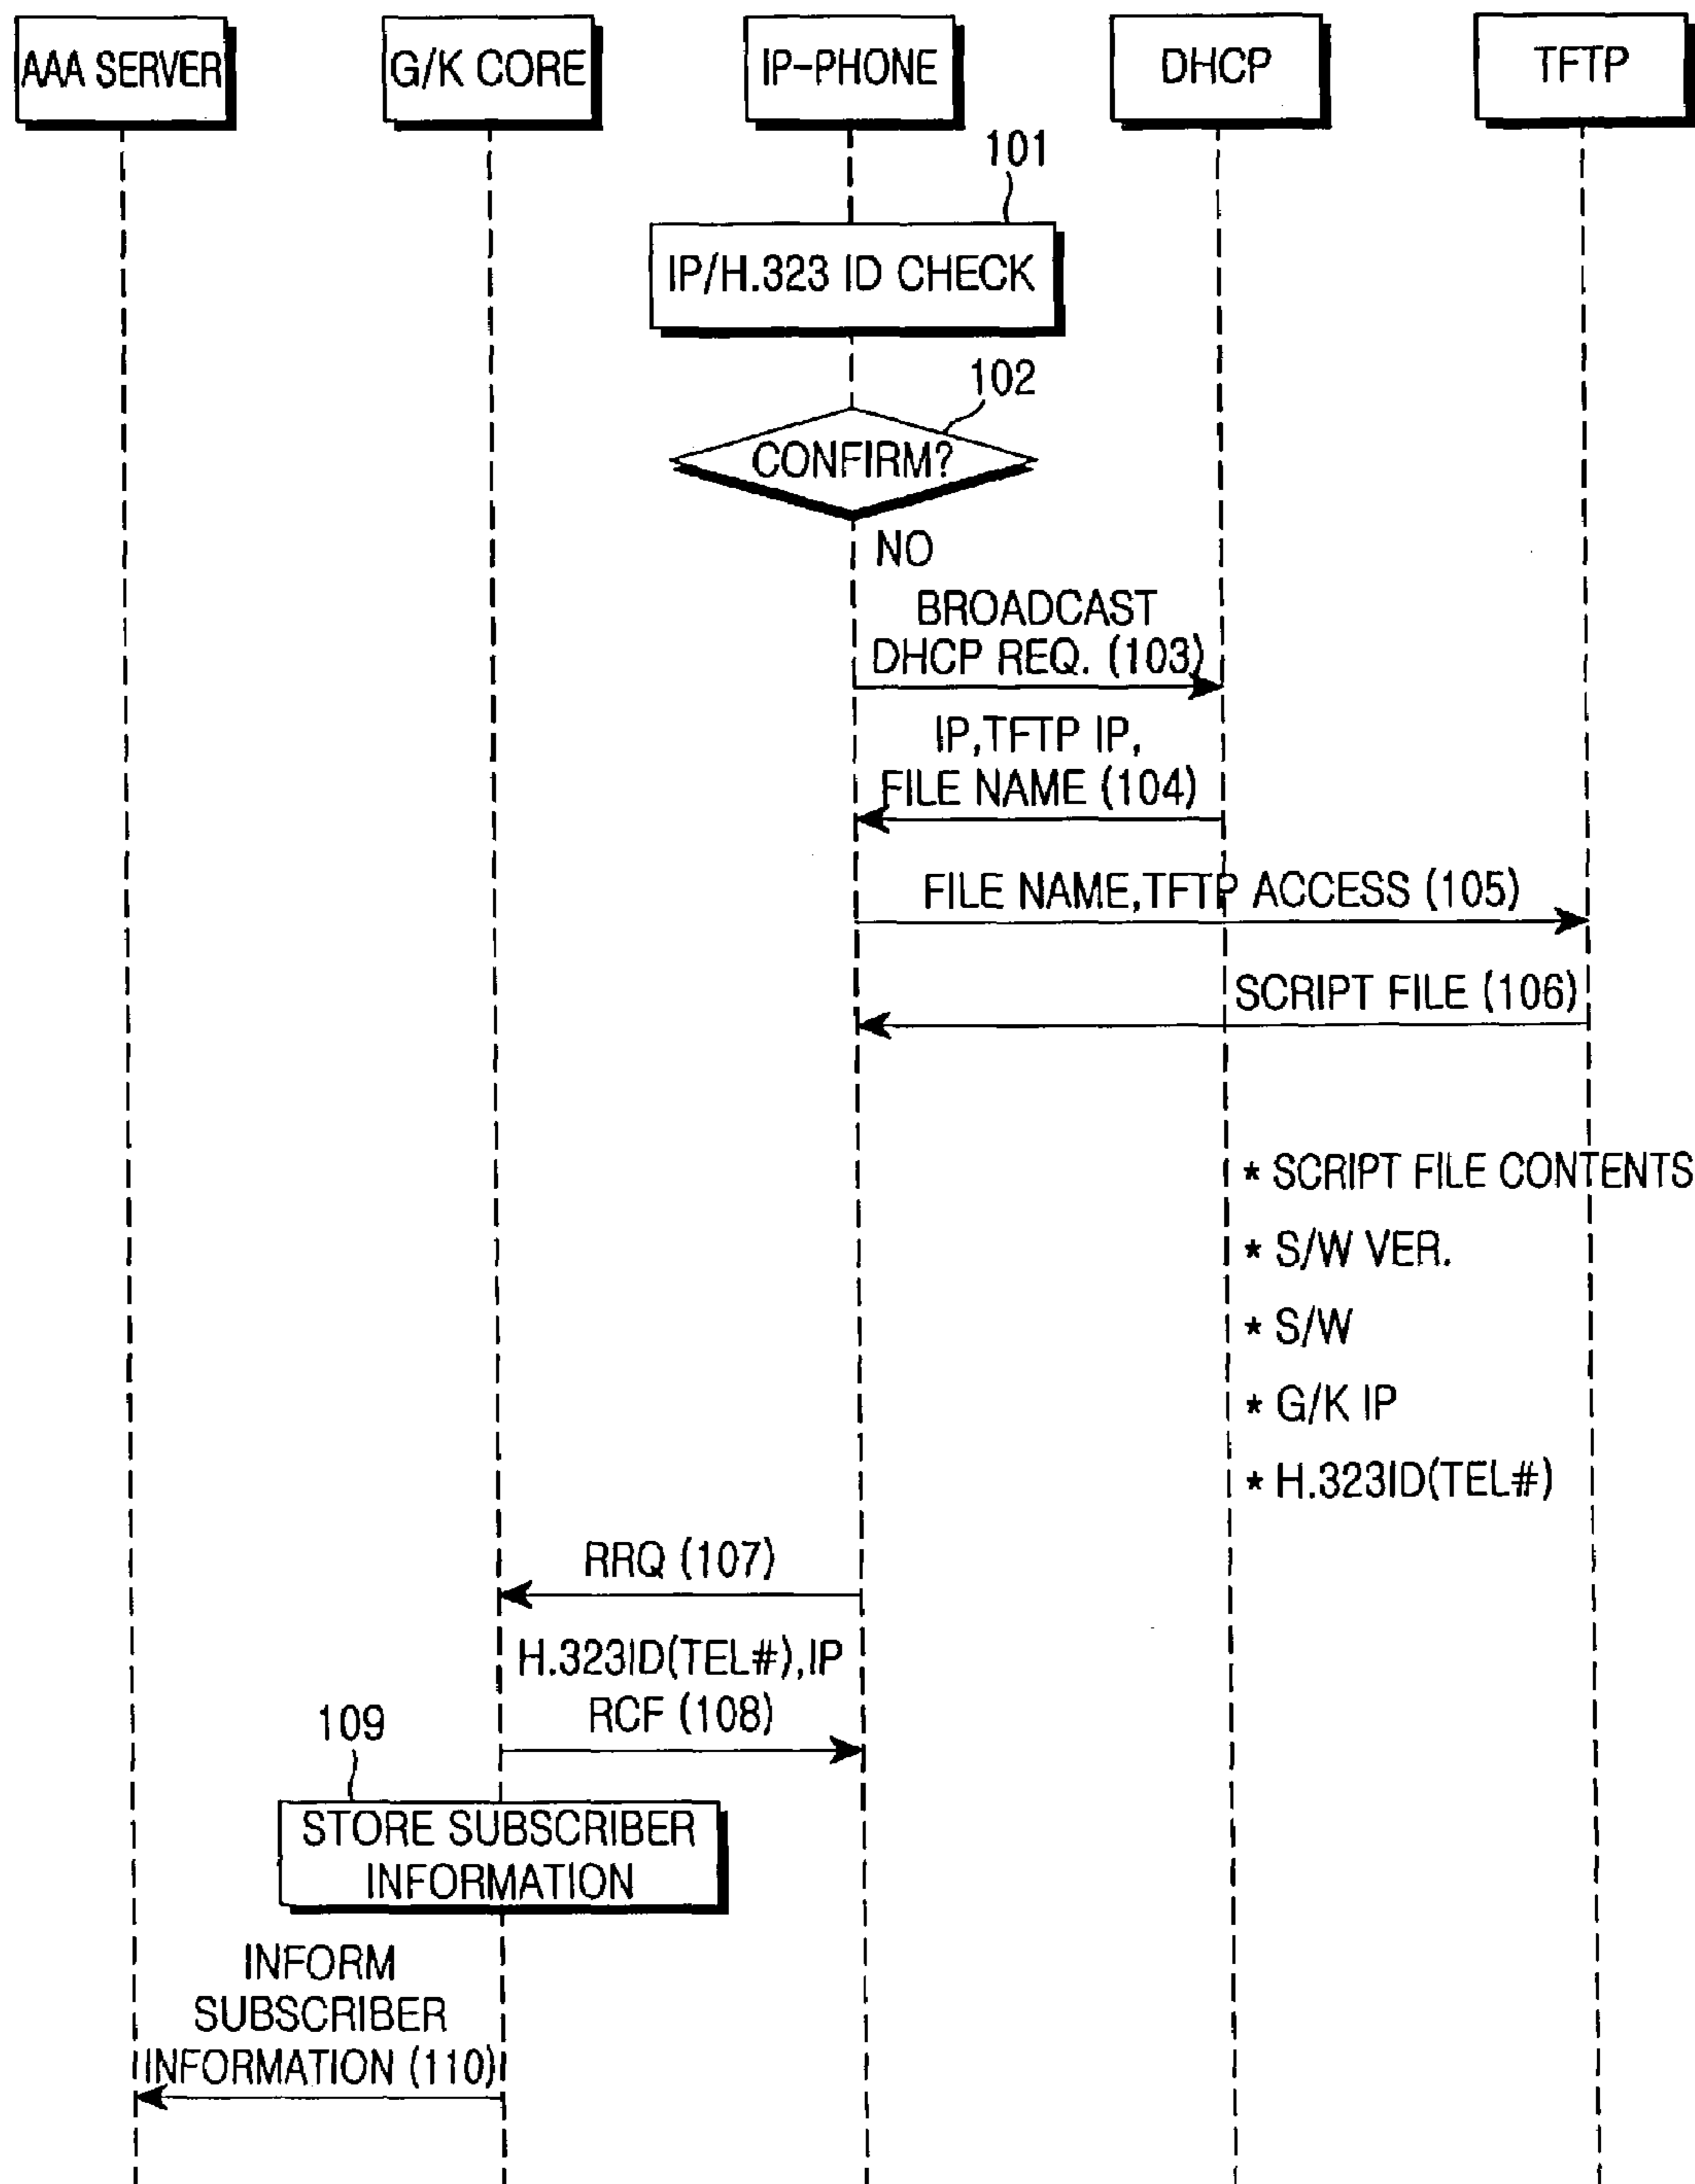 AAA SERVER
G/K CORE
IP-PHONE
DHCP
TFTP
101
IP/H.323 ID CHECK
102
CONFIRM?
NO
BROADCAST
DHCP REQ. (103)
IP,TFTP IP,
FILE NAME (104)
FILE NAME,TFTP ACCESS (105)
SCRIPT FILE (106)
* SCRIPT FILE CONTENTS
* S/W VER.
* S/W
* G/K IP
* H.323ID(TEL#)
RRQ (107)
H.323ID(TEL#),IP
RCF (108)
109
STORE SUBSCRIBER
INFORMATION
INFORM
SUBSCRIBER
INFORMATION (110)